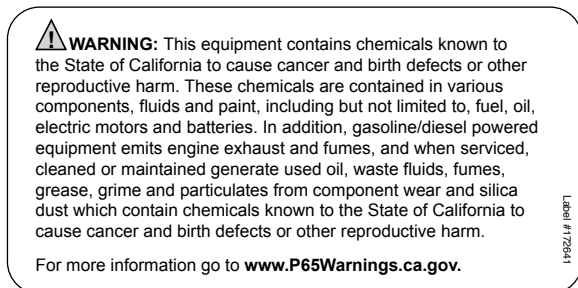 WARNING: This equipment contains chemicals known to
the State of California to cause cancer and birth defects or other
reproductive harm. These chemicals are contained in various
components, fluids and paint, including but not limited to, fuel, oil,
electric motors and batteries. In addition, gasoline/diesel powered
equipment emits engine exhaust and fumes, and when serviced,
cleaned or maintained generate used oil, waste fluids, fumes,
grease, grime and particulates from component wear and silica
dust which contain chemicals known to the State of California to
cause cancer and birth defects or other reproductive harm.
For more information go to www.P65Warnings.ca.gov.
Label #172641